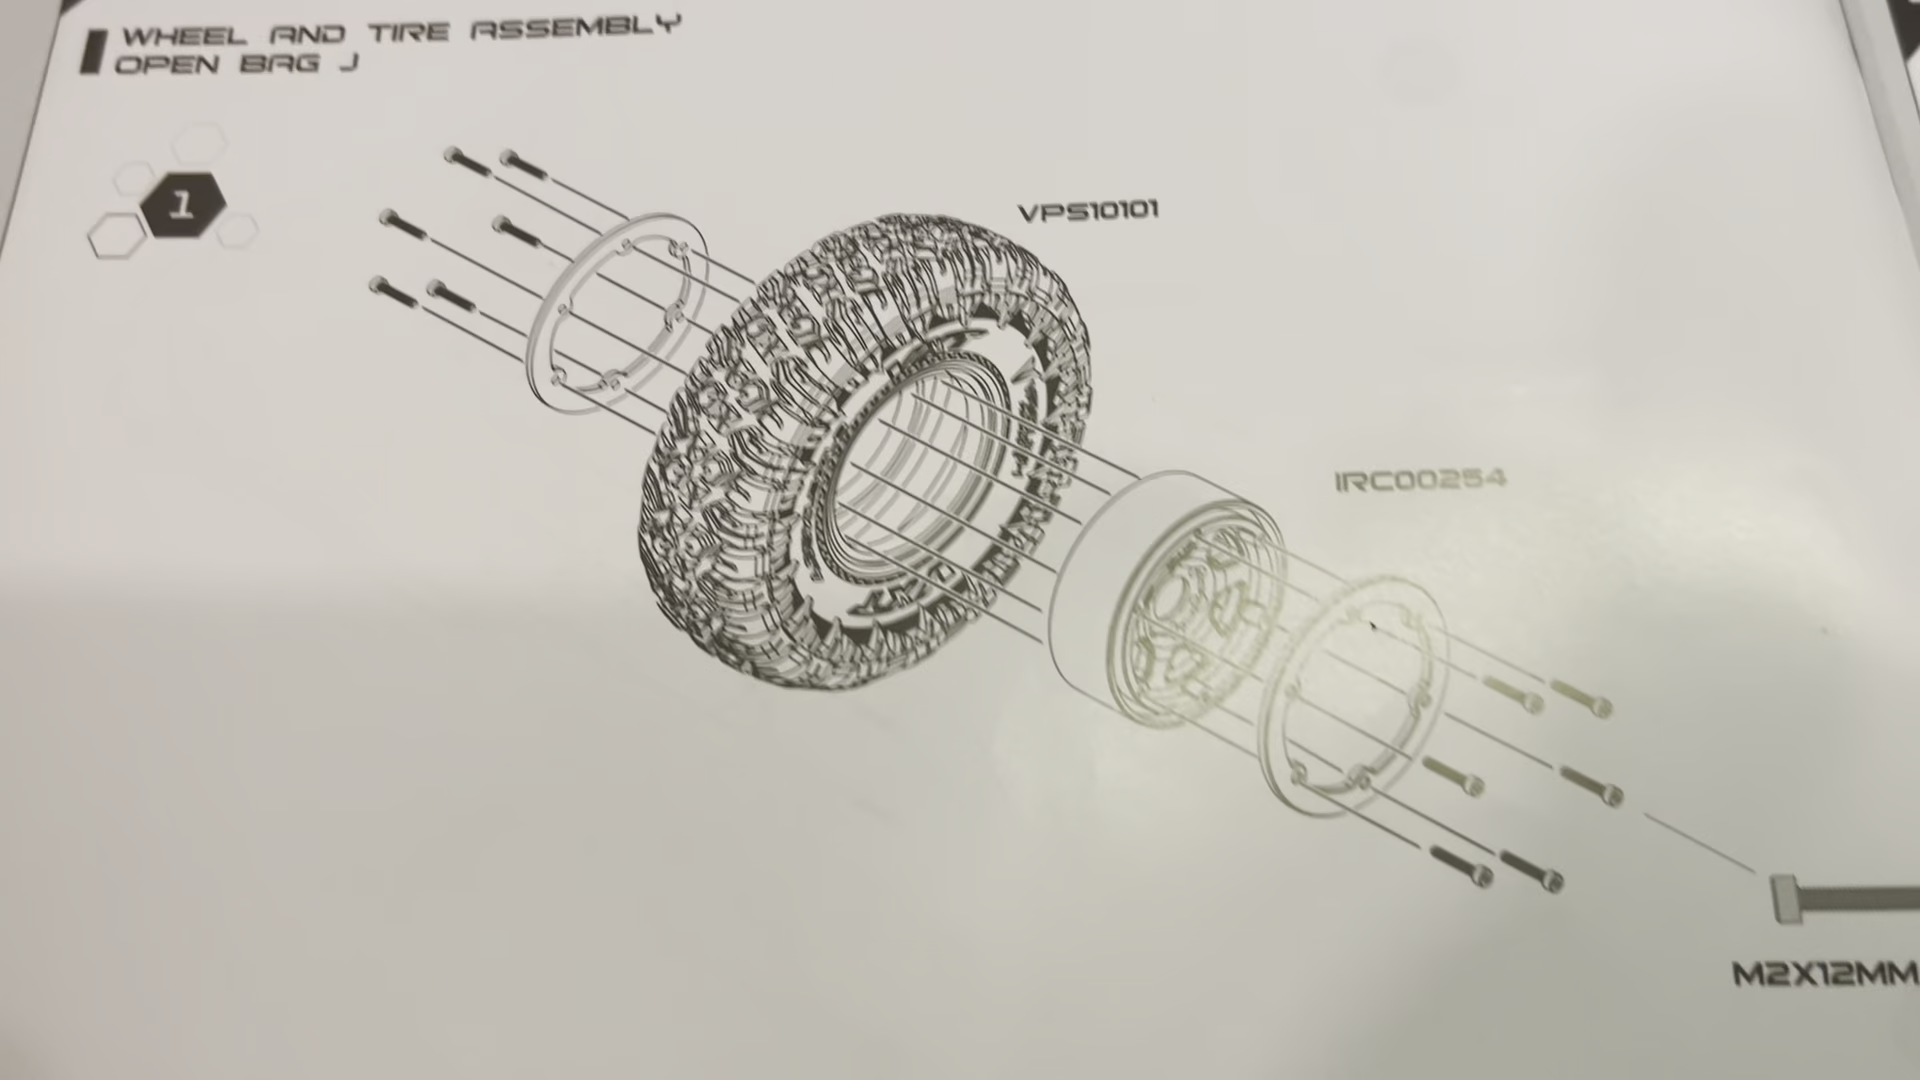 WHEEL AND TIRE ASSEMBLY
OPEN BAG J
1
VPS10101
IRC00254
M2X12MM